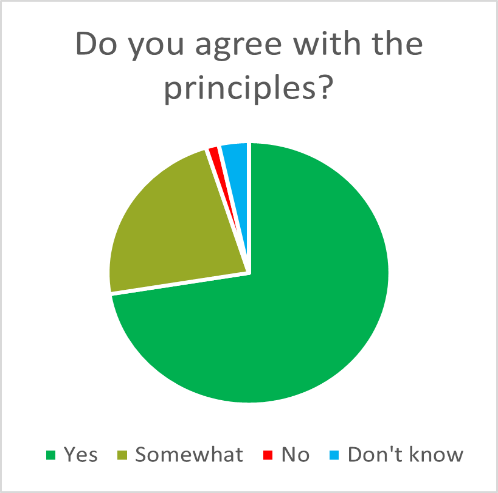 Do you agree with the
principles?
Yes Somewhat No Don't know